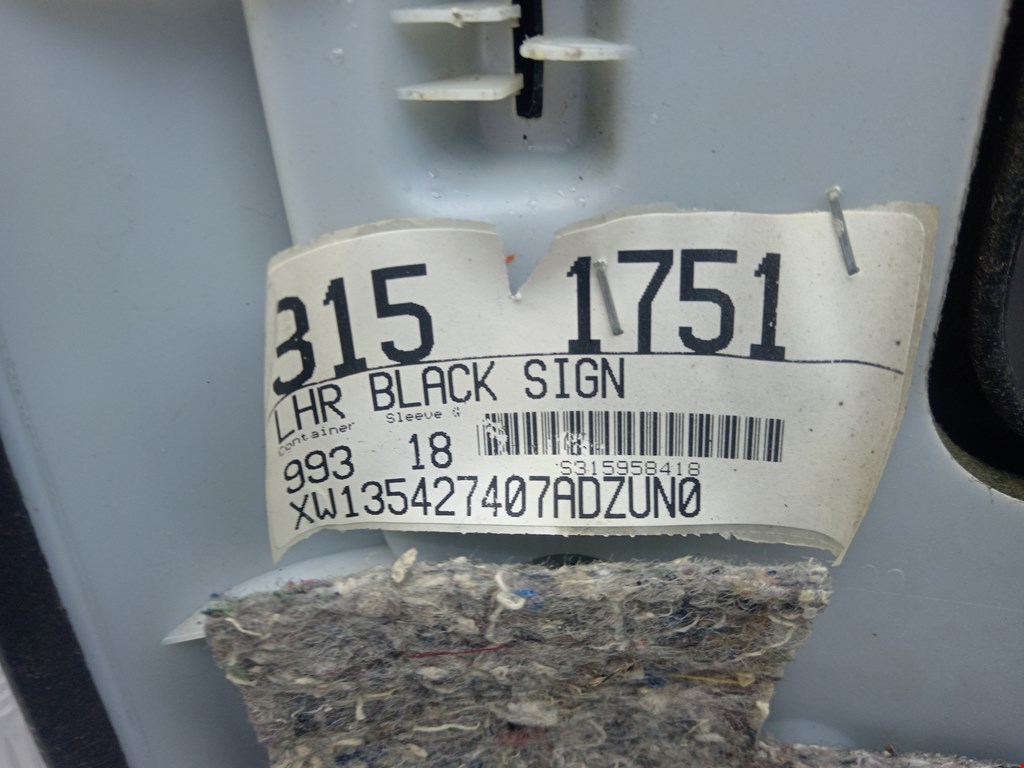 315 1751
LHR BLACK SIGN
Container Sleeve #
993 18
S315958418
XW135427407ADZUN0